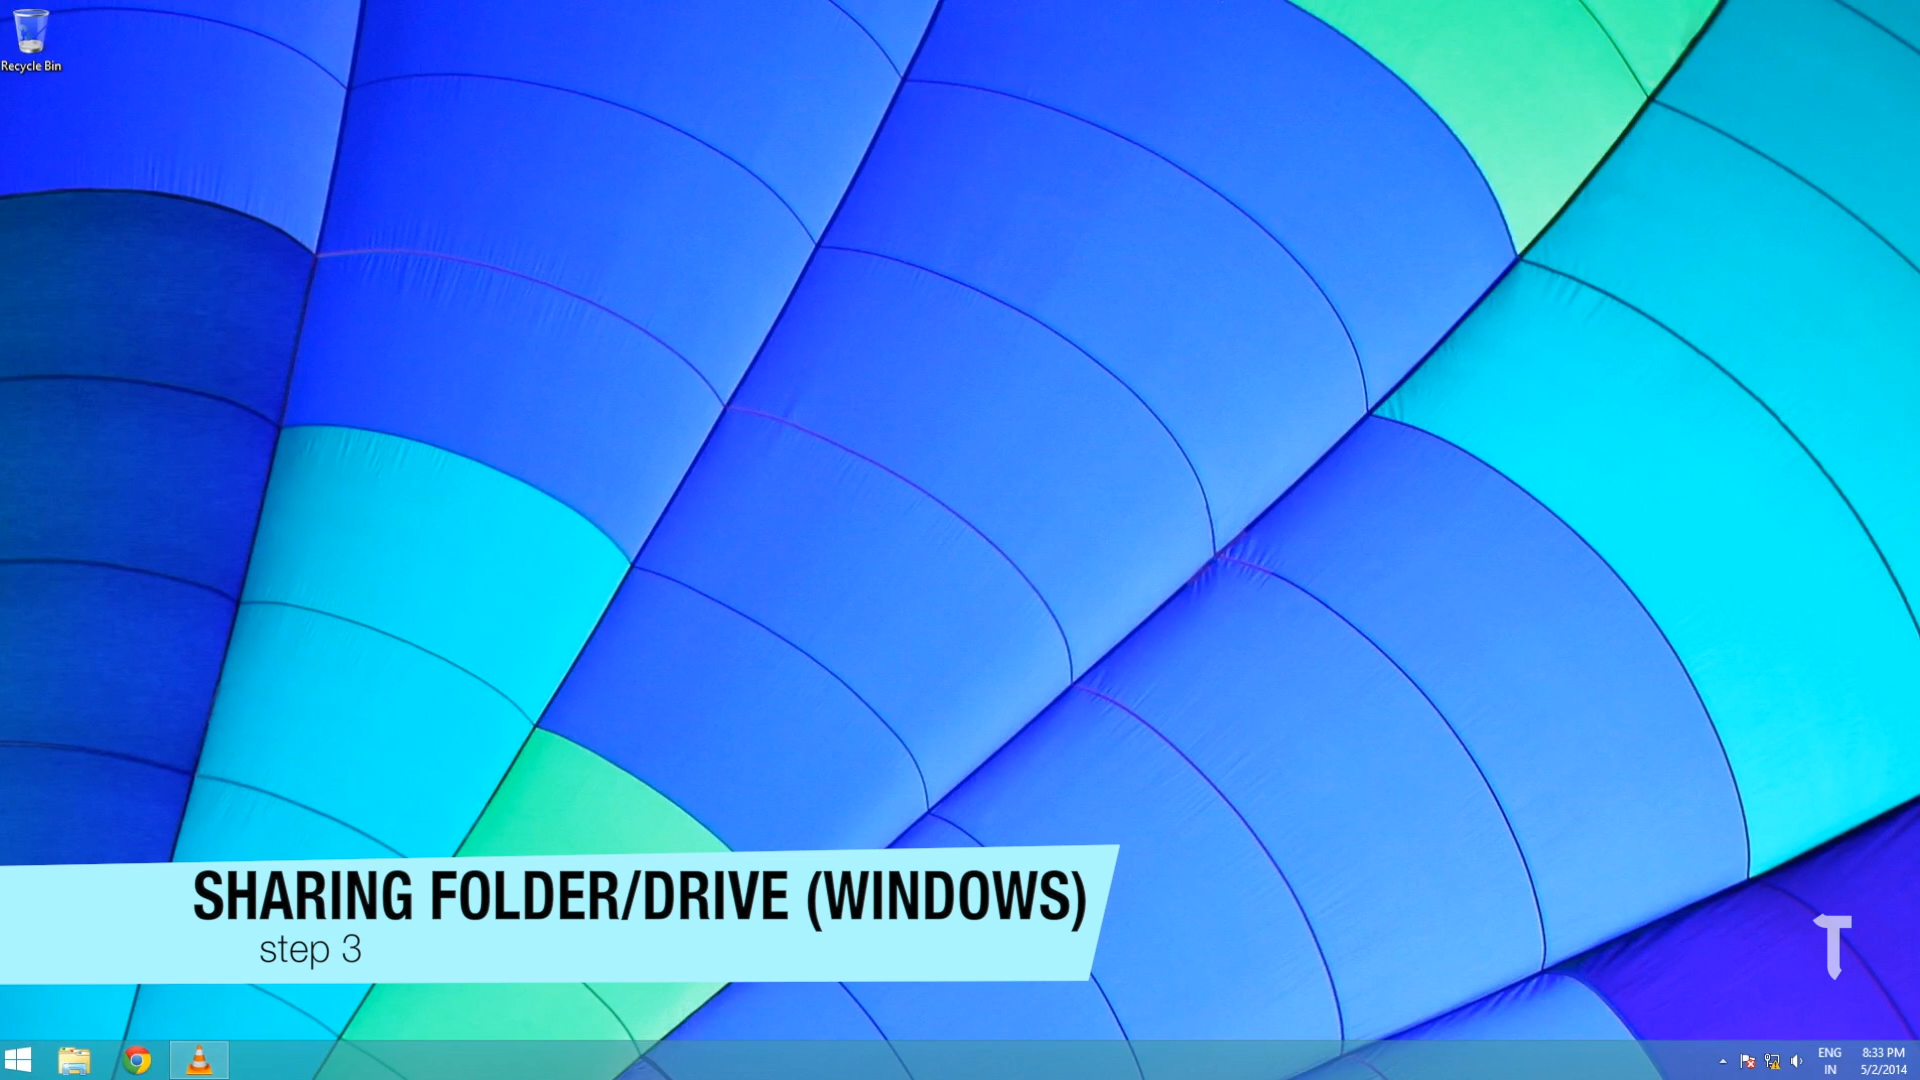 Recycle Bin
SHARING FOLDER/DRIVE (WINDOWS)
step 3
T
ENG 8:33 PM
IN 5/2/2014